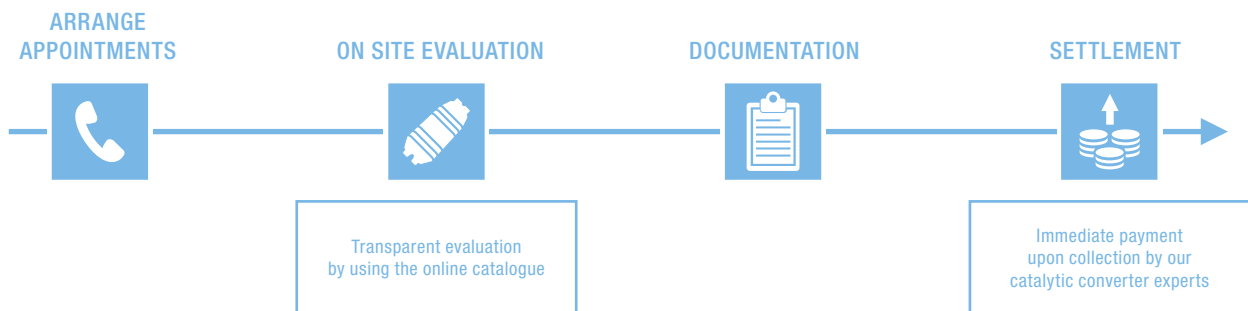 ARRANGE
APPOINTMENTS
ON SITE EVALUATION
DOCUMENTATION
SETTLEMENT
Transparent evaluation
by using the online catalogue
Immediate payment
upon collection by our
catalytic converter experts